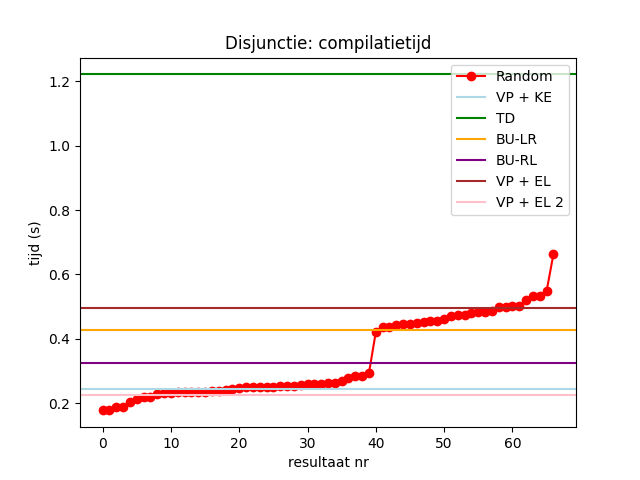 Disjunctie: compilatietijd
Random
VP + KE
TD
BU-LR
BU-RL
VP + EL
VP + EL 2
tijd (s)
1.2
1.0
0.8
0.6
0.4
0.2
0 10 20 30 40 50 60
resultaat nr